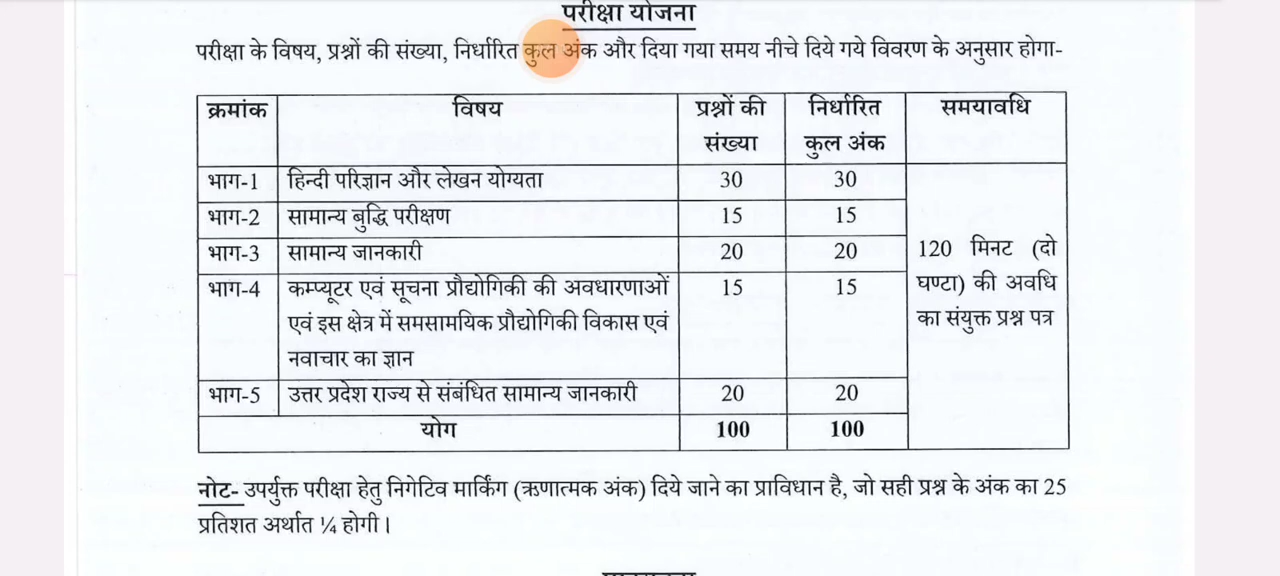 परीक्षा योजना
परीक्षा के विषय, प्रश्नों की संख्या, निर्धारित कुल अंक और दिया गया समय नीचे दिये गये विवरण के अनुसार होगा-
क्रमांक विषय प्रश्नों की संख्या निर्धारित कुल अंक समयावधि
भाग-1 हिन्दी परिज्ञान और लेखन योग्यता 30 30
भाग-2 सामान्य बुद्धि परीक्षण 15 15
भाग-3 सामान्य जानकारी 20 20
भाग-4 कम्प्यूटर एवं सूचना प्रौद्योगिकी की अवधारणाओं 15 15
एवं इस क्षेत्र में समसामयिक प्रौद्योगिकी विकास एवं
नवाचार का ज्ञान
भाग-5 उत्तर प्रदेश राज्य से संबंधित सामान्य जानकारी 20 20
योग 100 100
120 मिनट (दो
घण्टा) की अवधि
का संयुक्त प्रश्न पत्र
नोट- उपर्युक्त परीक्षा हेतु निगेटिव मार्किंग (ऋणात्मक अंक) दिये जाने का प्राविधान है, जो सही प्रश्न के अंक का 25
प्रतिशत अर्थात ¼ होगी।